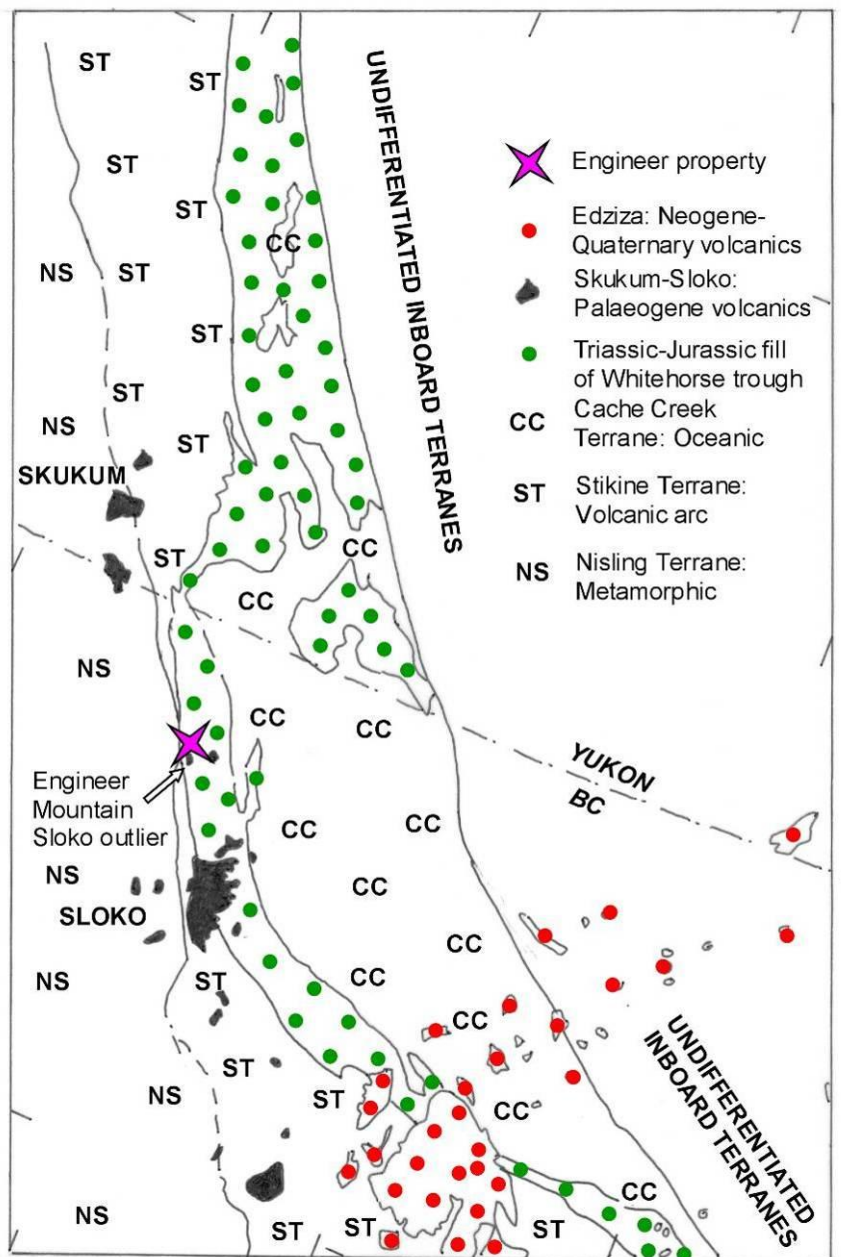 ST
ST
UNDIFFERENTIATED INBOARD TERRANES
ST
ST
CC
NS
ST
ST
ST
NS
ST
SKUKUM
ST
CC
CC
NS
CC
CC
Engineer
Mountain
Sloko outlier
CC
CC
NS
CC
SLOKO
CC
NS
ST
CC
CC
ST
NS
ST
CC
CC
NS
ST
ST
ST
YUKON
BC
UNDIFFERENTIATED
INBOARD TERRANES
Engineer property
Edziza: Neogene-
Quaternary volcanics
Skukum-Sloko:
Palaeogene volcanics
Triassic-Jurassic fill
of Whitehorse trough
CC
Cache Creek
Terrane: Oceanic
ST
Stikine Terrane:
Volcanic arc
NS
Nisling Terrane:
Metamorphic